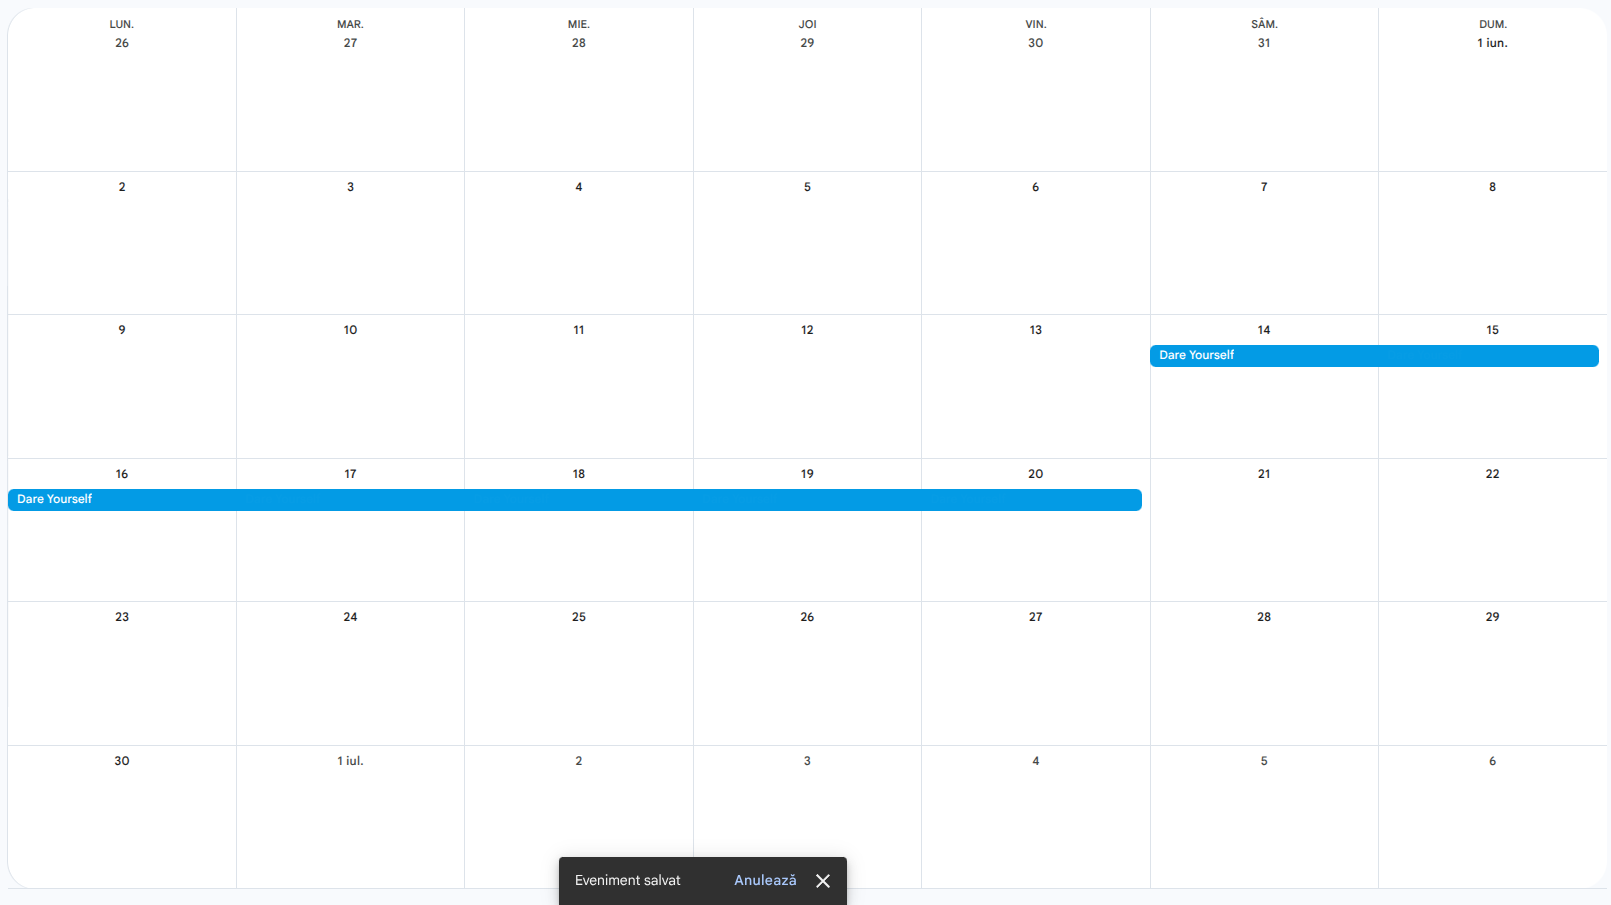 LUN. MAR. MIE. JOI VIN. SÂM. DUM.
26 27 28 29 30 31 1 iun.
2 3 4 5 6 7 8
9 10 11 12 13 14 15
Dare Yourself
16 17 18 19 20 21 22
Dare Yourself
23 24 25 26 27 28 29
30 1 iul. 2 3 4 5 6
Eveniment salvat Anulează